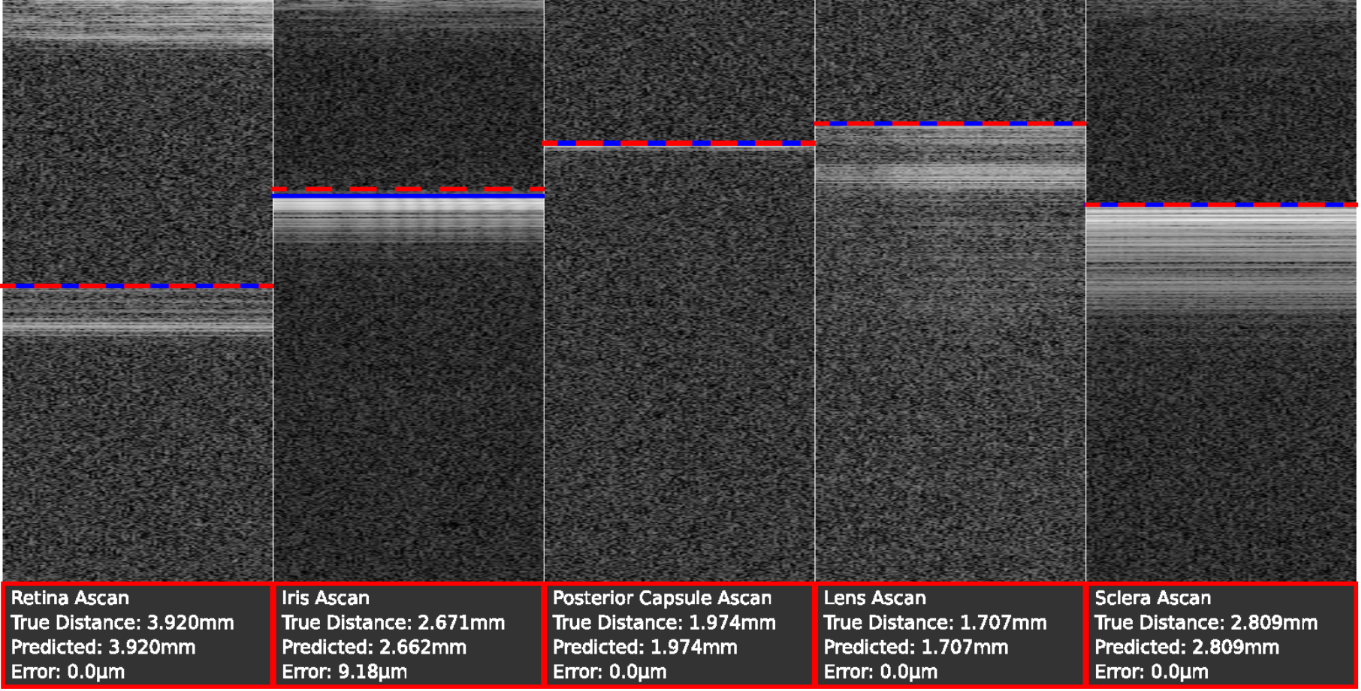 Retina Ascan
True Distance: 3.920mm
Predicted: 3.920mm
Error: 0.0μm
Iris Ascan
True Distance: 2.671mm
Predicted: 2.662mm
Error: 9.18μm
Posterior Capsule Ascan
True Distance: 1.974mm
Predicted: 1.974mm
Error: 0.0μm
Lens Ascan
True Distance: 1.707mm
Predicted: 1.707mm
Error: 0.0μm
Sclera Ascan
True Distance: 2.809mm
Predicted: 2.809mm
Error: 0.0μm